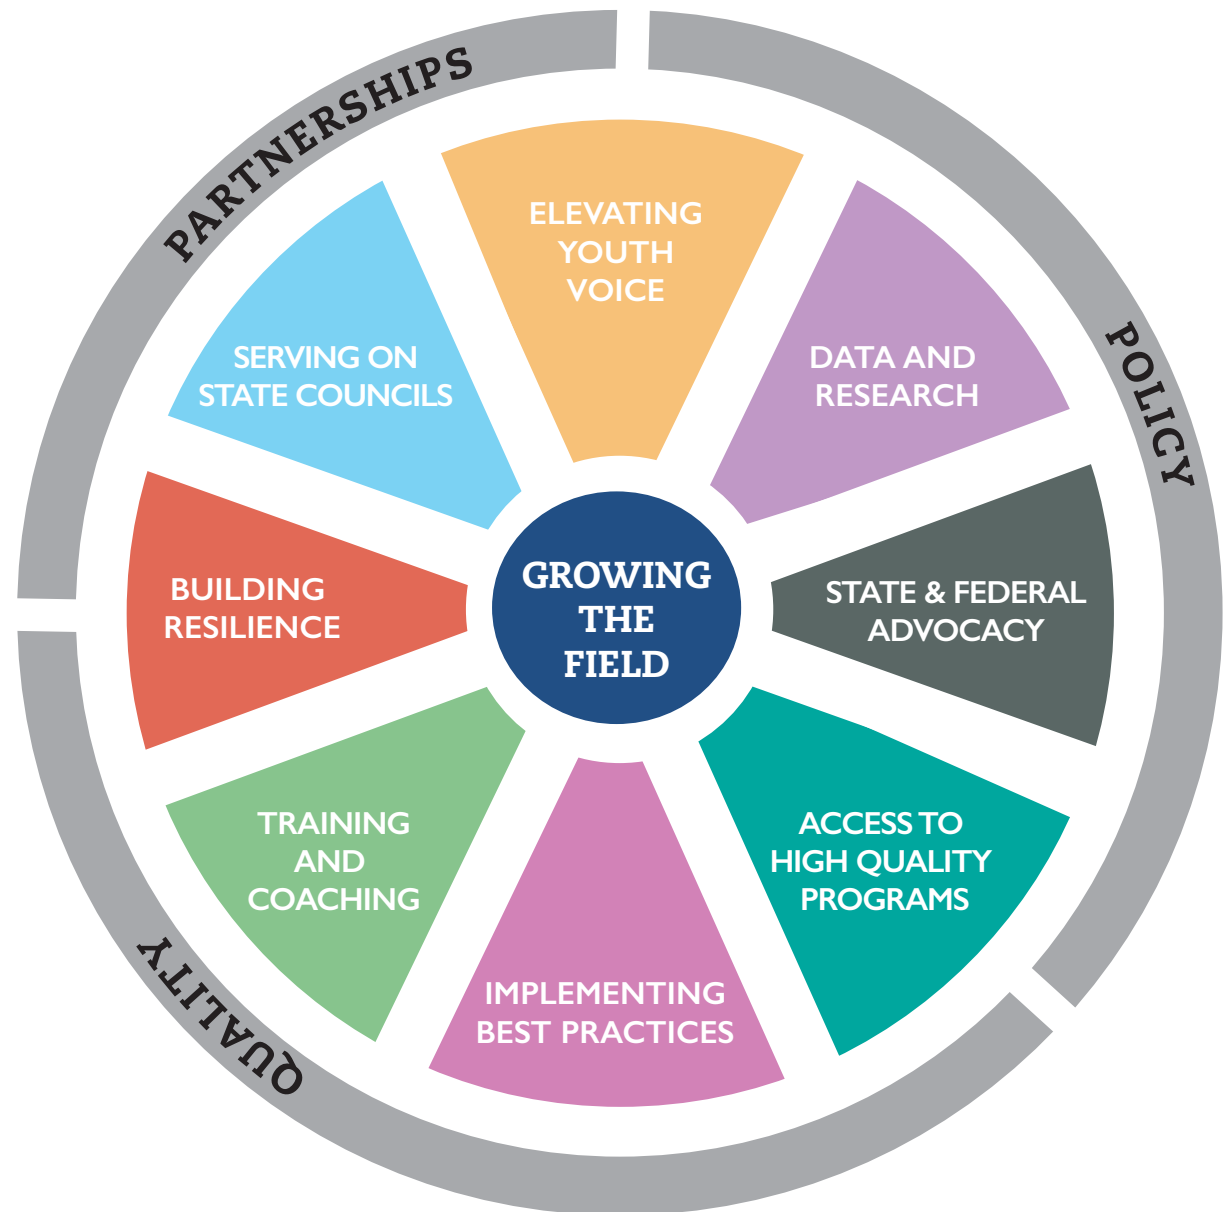 PARTNERSHIPS
POLICY
QUALITY
ELEVATING
YOUTH
VOICE
DATA AND
RESEARCH
STATE & FEDERAL
ADVOCACY
ACCESS TO
HIGH QUALITY
PROGRAMS
IMPLEMENTING
BEST PRACTICES
TRAINING
AND
COACHING
BUILDING
RESILIENCE
SERVING ON
STATE COUNCILS
GROWING
THE
FIELD